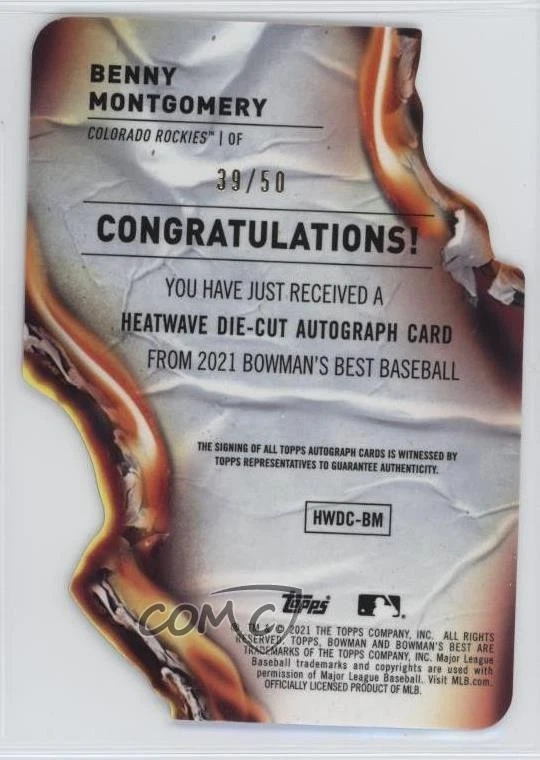 BENNY
MONTGOMERY
COLORADO ROCKIES™ | OF
39/50
CONGRATULATIONS!
YOU HAVE JUST RECEIVED A
HEATWAVE DIE-CUT AUTOGRAPH CARD
FROM 2021 BOWMAN'S BEST BASEBALL
THE SIGNING OF ALL TOPPS AUTOGRAPH CARDS IS WITNESSED BY
TOPPS REPRESENTATIVES TO GUARANTEE AUTHENTICITY.
HWDC-BM
Topps
COMC
®, TM & © 2021 THE TOPPS COMPANY, INC. ALL RIGHTS
RESERVED. TOPPS, BOWMAN AND BOWMAN'S BEST ARE
TRADEMARKS OF THE TOPPS COMPANY, INC. Major League
Baseball trademarks and copyrights are used with
permission of Major League Baseball. Visit MLB.com.
OFFICIALLY LICENSED PRODUCT OF MLB.